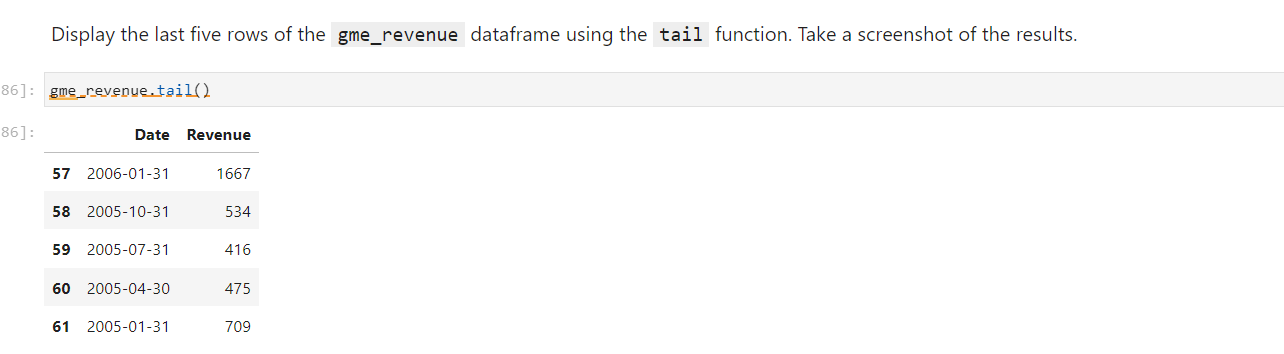 Display the last five rows of the gme_revenue dataframe using the tail function. Take a screenshot of the results.
86]: gme_revenue.tail()
86]: Date Revenue
57 2006-01-31 1667
58 2005-10-31 534
59 2005-07-31 416
60 2005-04-30 475
61 2005-01-31 709